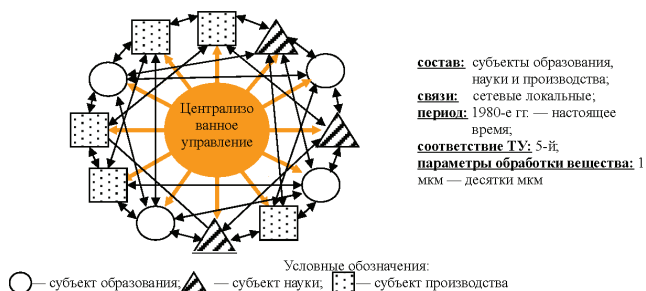 Централизо
ванное
управление
состав: субъекты образования,
науки и производства;
связи: сетевые локальные;
период: 1980-е гг. — настоящее
время;
соответствие ТУ: 5-й;
параметры обработки вещества: 1
мкм — десятки мкм
Условные обозначения:
— субъект образования; — субъект науки; — субъект производства